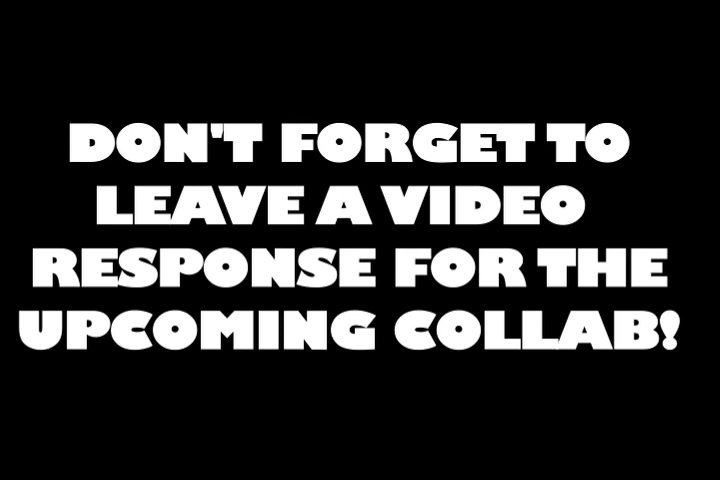 DON'T FORGET TO
LEAVE A VIDEO
RESPONSE FOR THE
UPCOMING COLLAB!